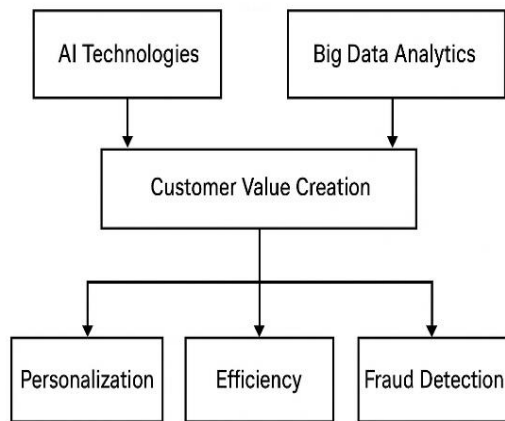 AI Technologies
Big Data Analytics
Customer Value Creation
Personalization
Efficiency
Fraud Detection